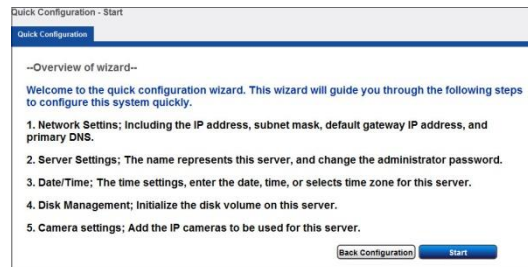 Quick Configuration - Start
Quick Configuration
--Overview of wizard--
Welcome to the quick configuration wizard. This wizard will guide you through the following steps
to configure this system quickly.
1. Network Settins; Including the IP address, subnet mask, default gateway IP address, and
primary DNS.
2. Server Settings; The name represents this server, and change the administrator password.
3. Date/Time; The time settings, enter the date, time, or selects time zone for this server.
4. Disk Management; Initialize the disk volume on this server.
5. Camera settings; Add the IP cameras to be used for this server.
Back Configuration Start